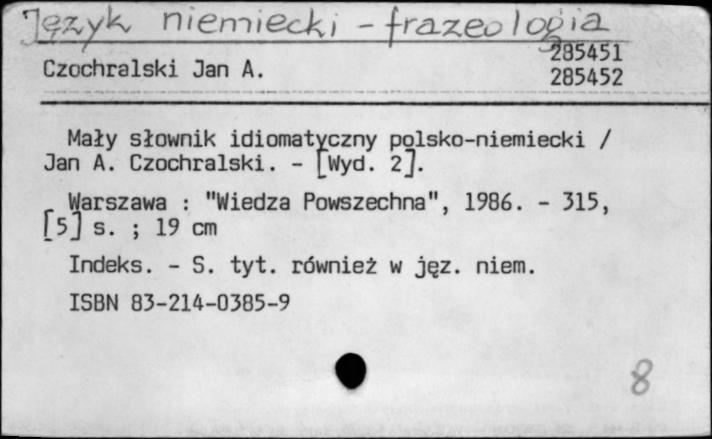 Język niemiecki - frazeologia
285451
Czochralski Jan A.
285452
Mały słownik idiomatyczny polsko-niemiecki /
Jan A. Czochralski. - [Wyd. 2].
Warszawa : "Wiedza Powszechna", 1986. - 315,
[5] s. ; 19 cm
Indeks. - S. tyt. również w jęz. niem.
ISBN 83-214-0385-9
8